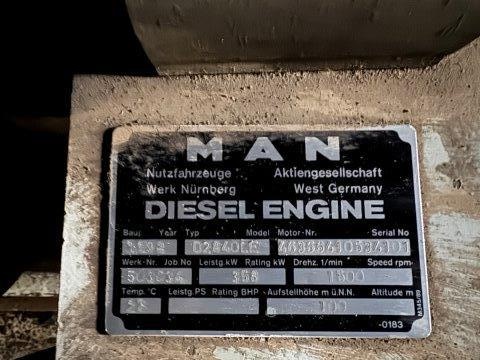 MAN
Nutzfahrzeuge Aktiengesellschaft
Werk Nürnberg West Germany
DIESEL ENGINE
Bauj. Year Typ Model Motor-Nr. Serial No
D2840LE
Werk-Nr. Job No Leistg.kW Rating kW Drehz. 1/min Speed rpm
1500
Temp. °C Leistg.PS Rating BHP Aufstellhöhe m ü.N.N. Altitude m
100
-0183